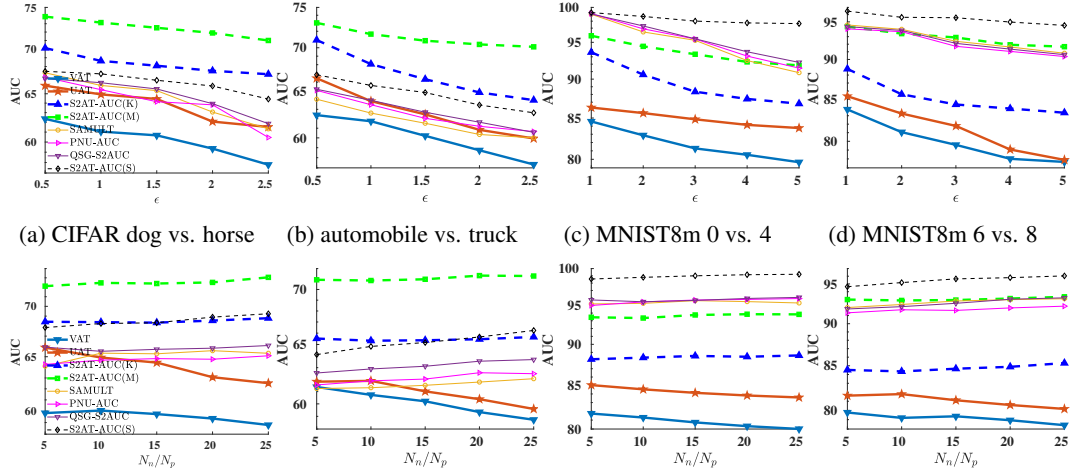 75
70
65
60
AUC
VAT
UAT
S2AT-AUC(K)
S2AT-AUC(M)
SAMULT
PNU-AUC
QSG-S2AUC
S2AT-AUC(S)
0.5 1 1.5 2 2.5
ϵ
75
70
65
60
AUC
0.5 1 1.5 2 2.5
ϵ
100
95
90
85
80
AUC
1 2 3 4 5
ϵ
95
90
85
80
AUC
1 2 3 4 5
ϵ
(a) CIFAR dog vs. horse (b) automobile vs. truck (c) MNIST8m 0 vs. 4 (d) MNIST8m 6 vs. 8
70
65
60
AUC
VAT
UAT
S2AT-AUC(K)
S2AT-AUC(M)
SAMULT
PNU-AUC
QSG-S2AUC
S2AT-AUC(S)
5 10 15 20 25
Nn/Np
70
65
60
AUC
5 10 15 20 25
Nn/Np
100
95
90
85
80
AUC
5 10 15 20 25
Nn/Np
95
90
85
80
AUC
5 10 15 20 25
Nn/Np